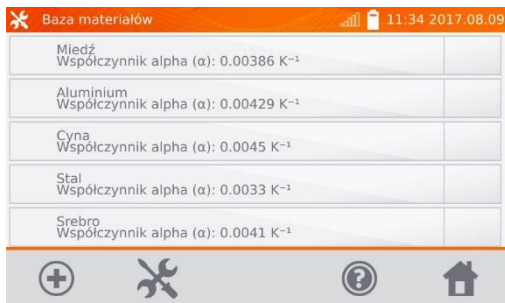 Baza materiałów 11:34 2017.08.09
Miedź
Współczynnik alpha (α): 0.00386 K⁻¹
Aluminium
Współczynnik alpha (α): 0.00429 K⁻¹
Cyna
Współczynnik alpha (α): 0.0045 K⁻¹
Stal
Współczynnik alpha (α): 0.0033 K⁻¹
Srebro
Współczynnik alpha (α): 0.0041 K⁻¹